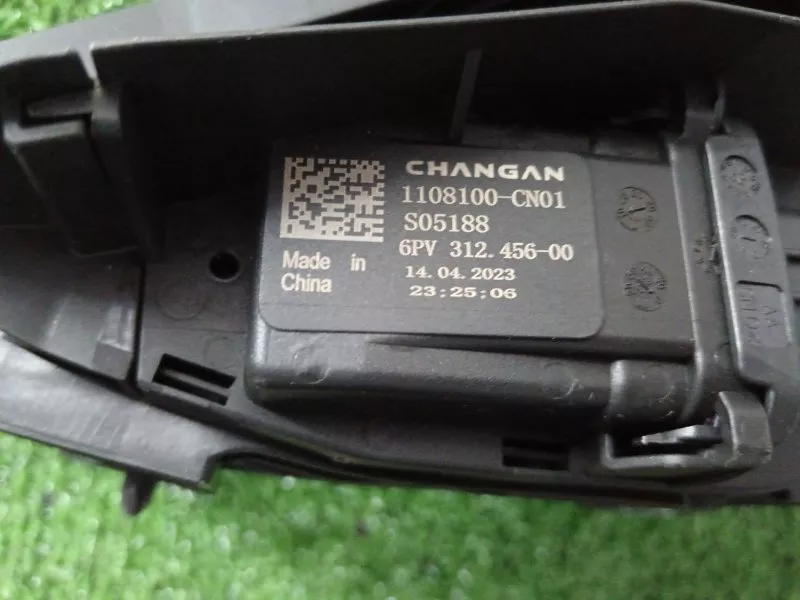 CHANGAN
1108100-CN01
S05188
6PV 312.456-00
Made in
China
14.04.2023
23:25:06